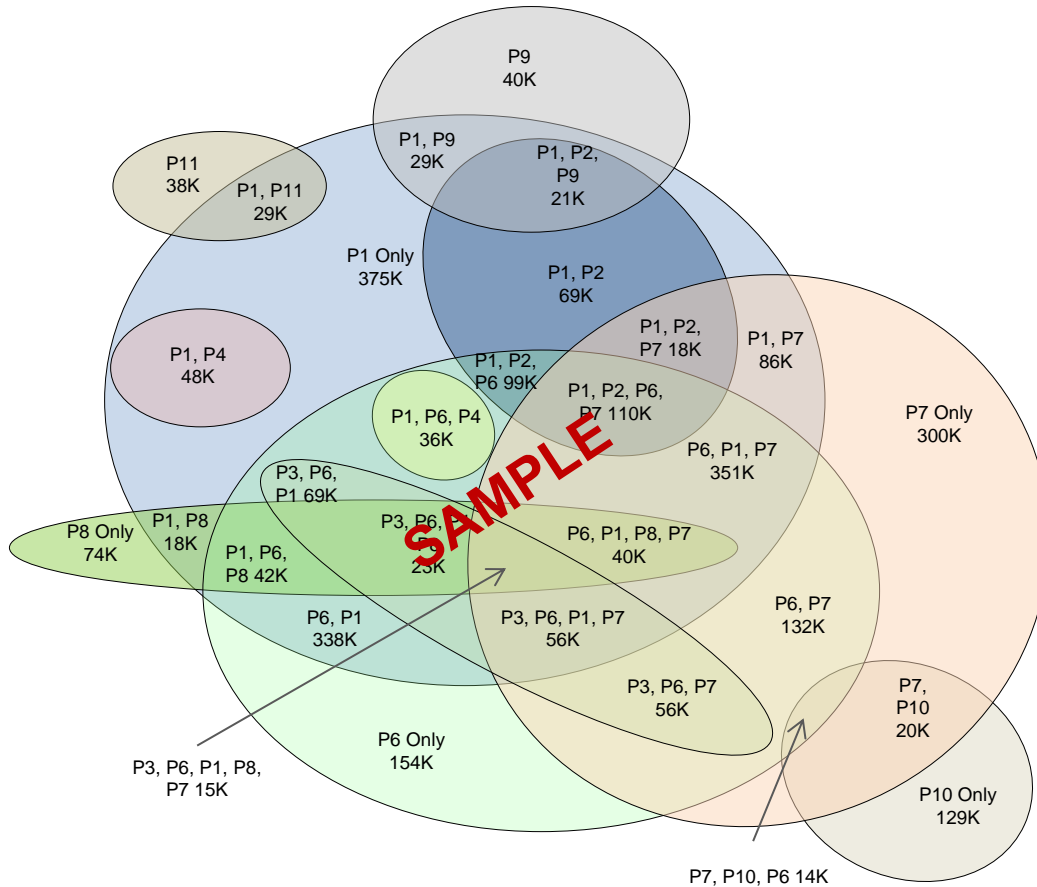 P9
40K
P1, P9
29K
P1, P2,
P9
21K
P11
38K
P1, P11
29K
P1 Only
375K
P1, P2
69K
P1, P2,
P7 18K
P1, P7
86K
P1, P4
48K
P1, P2,
P6 99K
P1, P2, P6,
P7 110K
P1, P6, P4
36K
P7 Only
300K
P6, P1, P7
351K
P3, P6,
P1 69K
SAMPLE
P8 Only
74K
P1, P8
18K
P1, P6,
P8 42K
P3, P6,
23K
P6, P1, P8, P7
40K
P6, P1
338K
P3, P6, P1, P7
56K
P6, P7
132K
P3, P6, P7
56K
P7,
P10
20K
P6 Only
154K
P3, P6, P1, P8,
P7 15K
P10 Only
129K
P7, P10, P6 14K